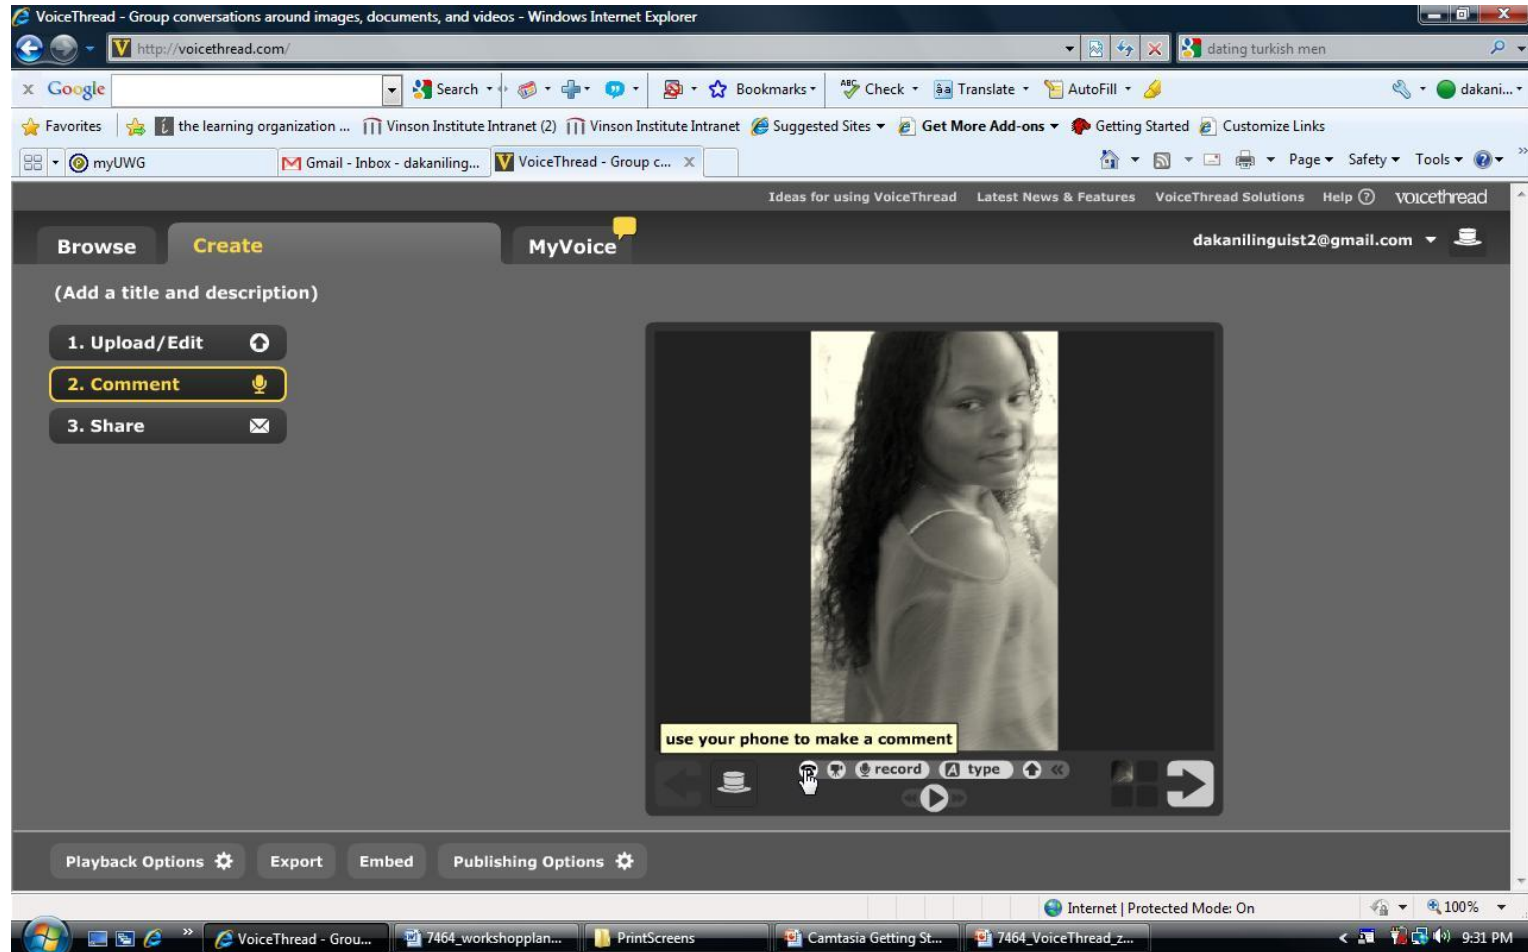 VoiceThread - Group conversations around images, documents, and videos - Windows Internet Explorer
http://voicethread.com/ dating turkish men
x Google Search Bookmarks Check Translate AutoFill dakani...
Favorites the learning organization ... Vinson Institute Intranet (2) Vinson Institute Intranet Suggested Sites Get More Add-ons Getting Started Customize Links
myUWG Gmail - Inbox - dakaniling... VoiceThread - Group c... X Page Safety Tools
Ideas for using VoiceThread Latest News & Features VoiceThread Solutions Help voicethread
Browse Create MyVoice dakanilinguist2@gmail.com
(Add a title and description)
1. Upload/Edit
2. Comment
3. Share
use your phone to make a comment
record A type
Playback Options Export Embed Publishing Options
Internet | Protected Mode: On 100%
VoiceThread - Grou... 7464_workshopplan... PrintScreens Camtasia Getting St... 7464_VoiceThread_z... 9:31 PM